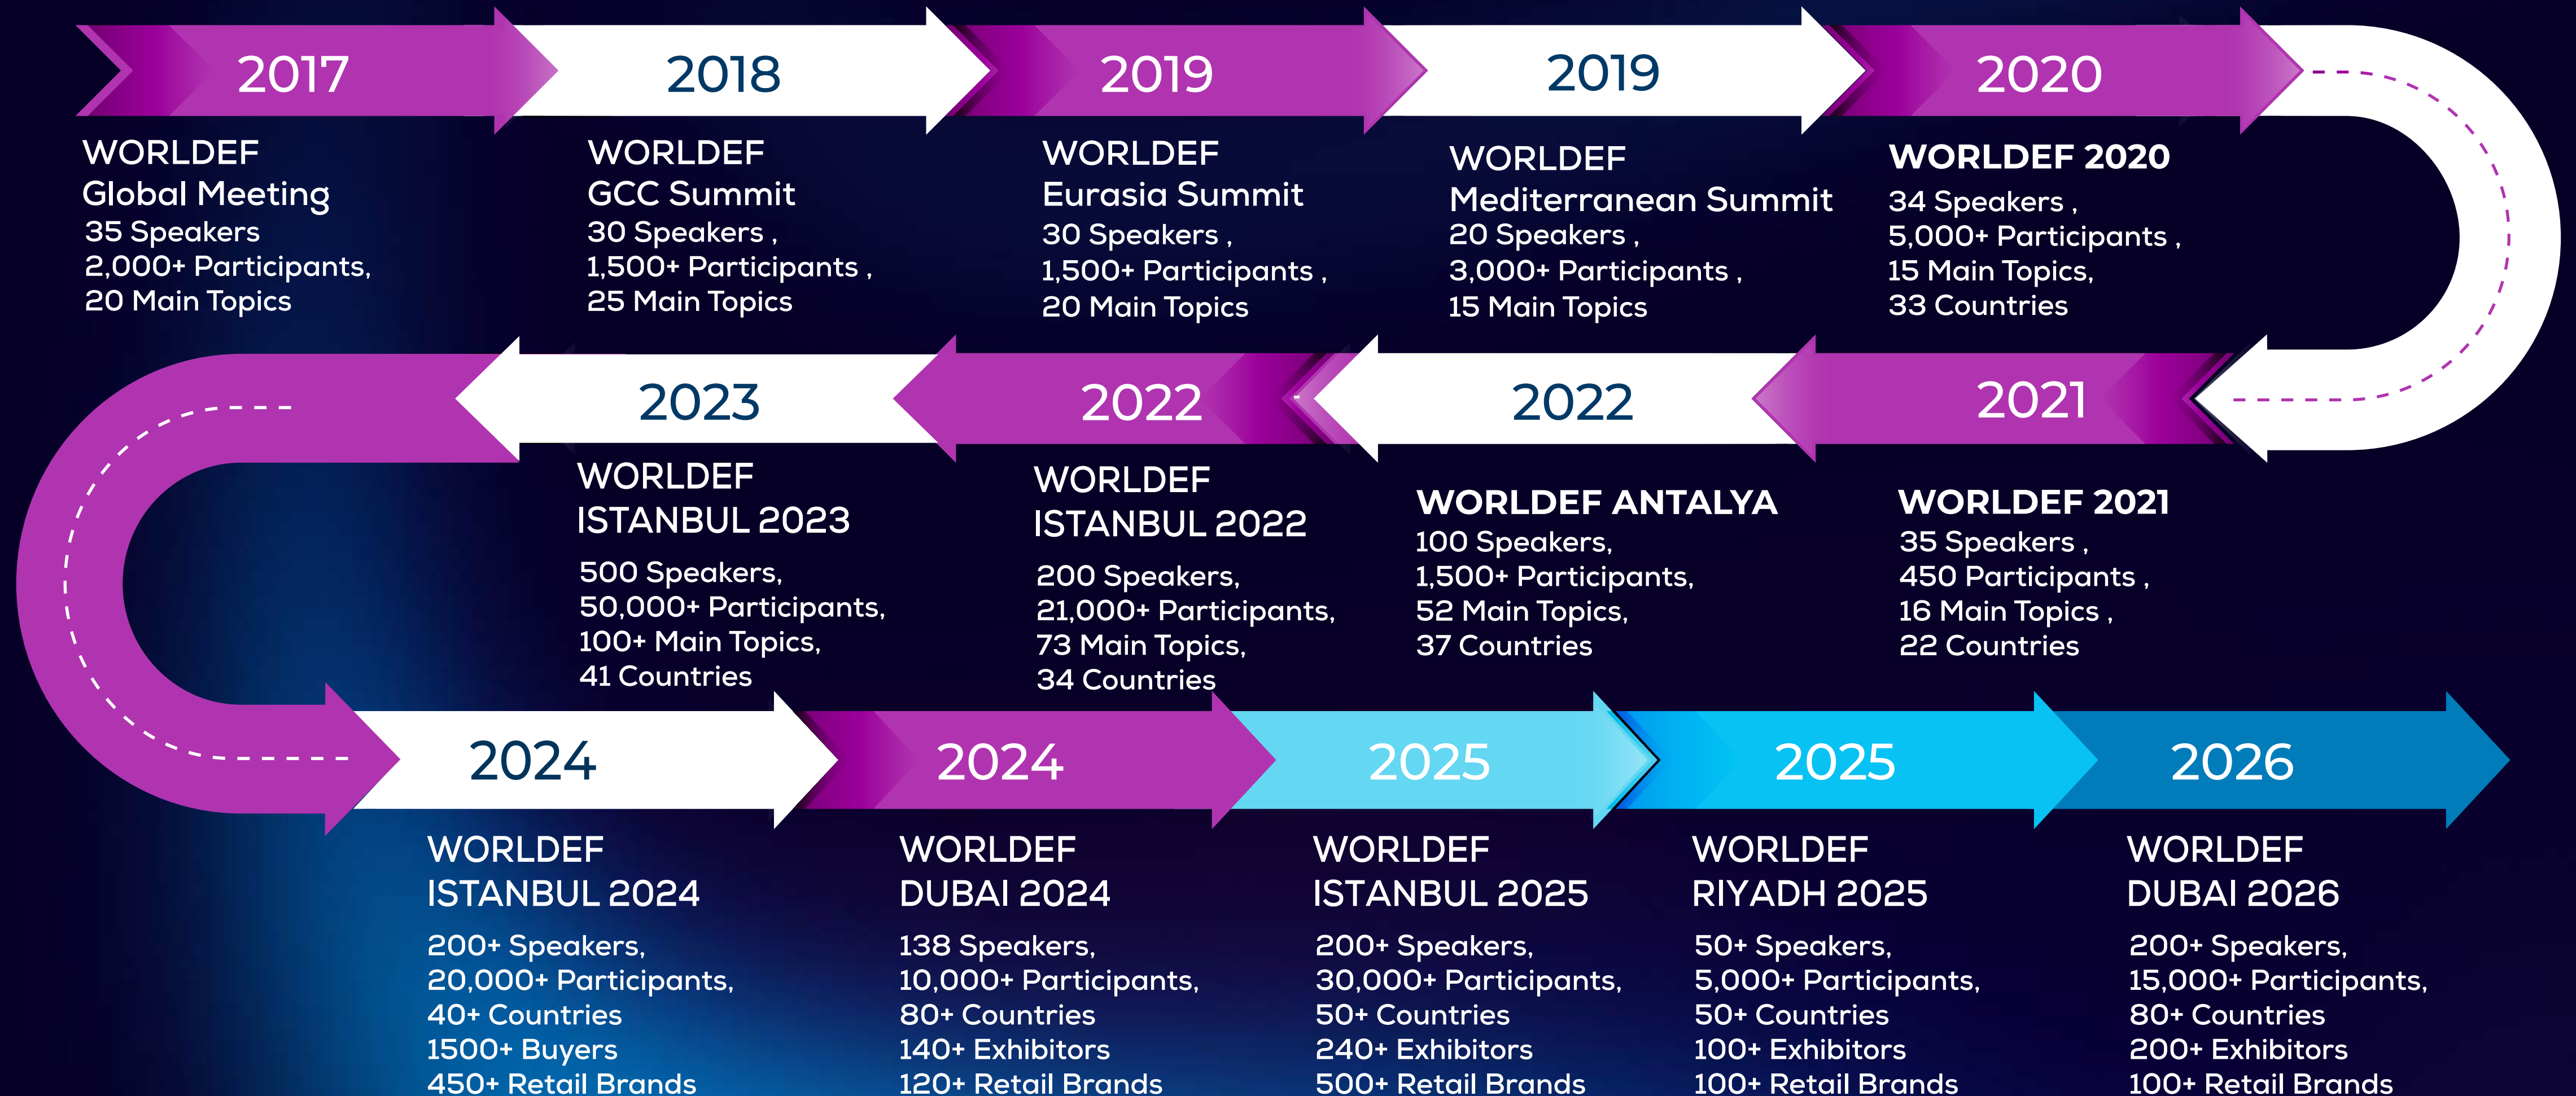 2017
WORLDEF
Global Meeting
35 Speakers
2,000+ Participants,
20 Main Topics
2018
WORLDEF
GCC Summit
30 Speakers ,
1,500+ Participants ,
25 Main Topics
2019
WORLDEF
Eurasia Summit
30 Speakers ,
1,500+ Participants ,
20 Main Topics
2019
WORLDEF
Mediterranean Summit
20 Speakers ,
3,000+ Participants ,
15 Main Topics
2020
WORLDEF 2020
34 Speakers ,
5,000+ Participants ,
15 Main Topics,
33 Countries
2021
WORLDEF 2021
35 Speakers ,
450 Participants ,
16 Main Topics ,
22 Countries
2022
WORLDEF ANTALYA
100 Speakers,
1,500+ Participants,
52 Main Topics,
37 Countries
2022
WORLDEF
ISTANBUL 2022
200 Speakers,
21,000+ Participants,
73 Main Topics,
34 Countries
2023
WORLDEF
ISTANBUL 2023
500 Speakers,
50,000+ Participants,
100+ Main Topics,
41 Countries
2024
WORLDEF
ISTANBUL 2024
200+ Speakers,
20,000+ Participants,
40+ Countries
1500+ Buyers
450+ Retail Brands
2024
WORLDEF
DUBAI 2024
138 Speakers,
10,000+ Participants,
80+ Countries
140+ Exhibitors
120+ Retail Brands
2025
WORLDEF
ISTANBUL 2025
200+ Speakers,
30,000+ Participants,
50+ Countries
240+ Exhibitors
500+ Retail Brands
2025
WORLDEF
RIYADH 2025
50+ Speakers,
5,000+ Participants,
50+ Countries
100+ Exhibitors
100+ Retail Brands
2026
WORLDEF
DUBAI 2026
200+ Speakers,
15,000+ Participants,
80+ Countries
200+ Exhibitors
100+ Retail Brands